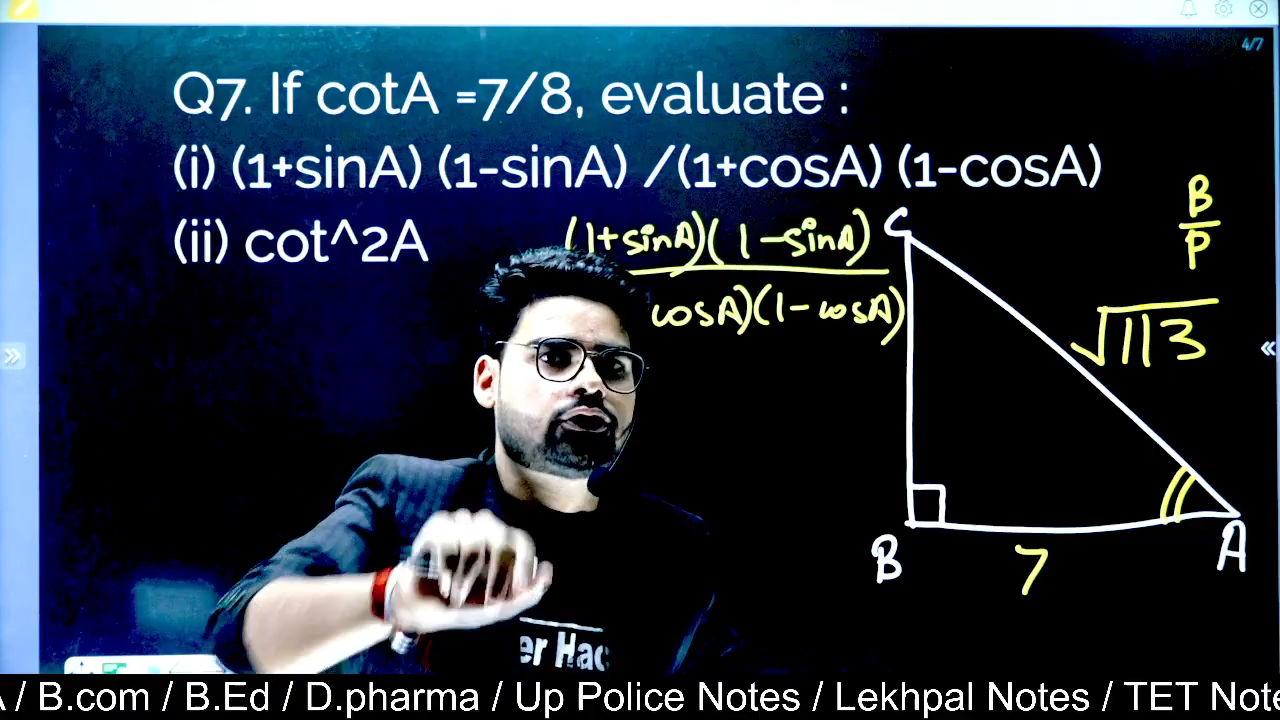 4/7
Q7. If cotA =7/8, evaluate :
(i) (1+sinA) (1-sinA) /(1+cosA) (1-cosA)
(ii) cot^2A
(1+sinA)(1-sinA)
cosA)(1-cosA)
C
B
P
√113
B
7
A
er Hac
/ B.com / B.Ed / D.pharma / Up Police Notes / Lekhpal Notes / TET Note